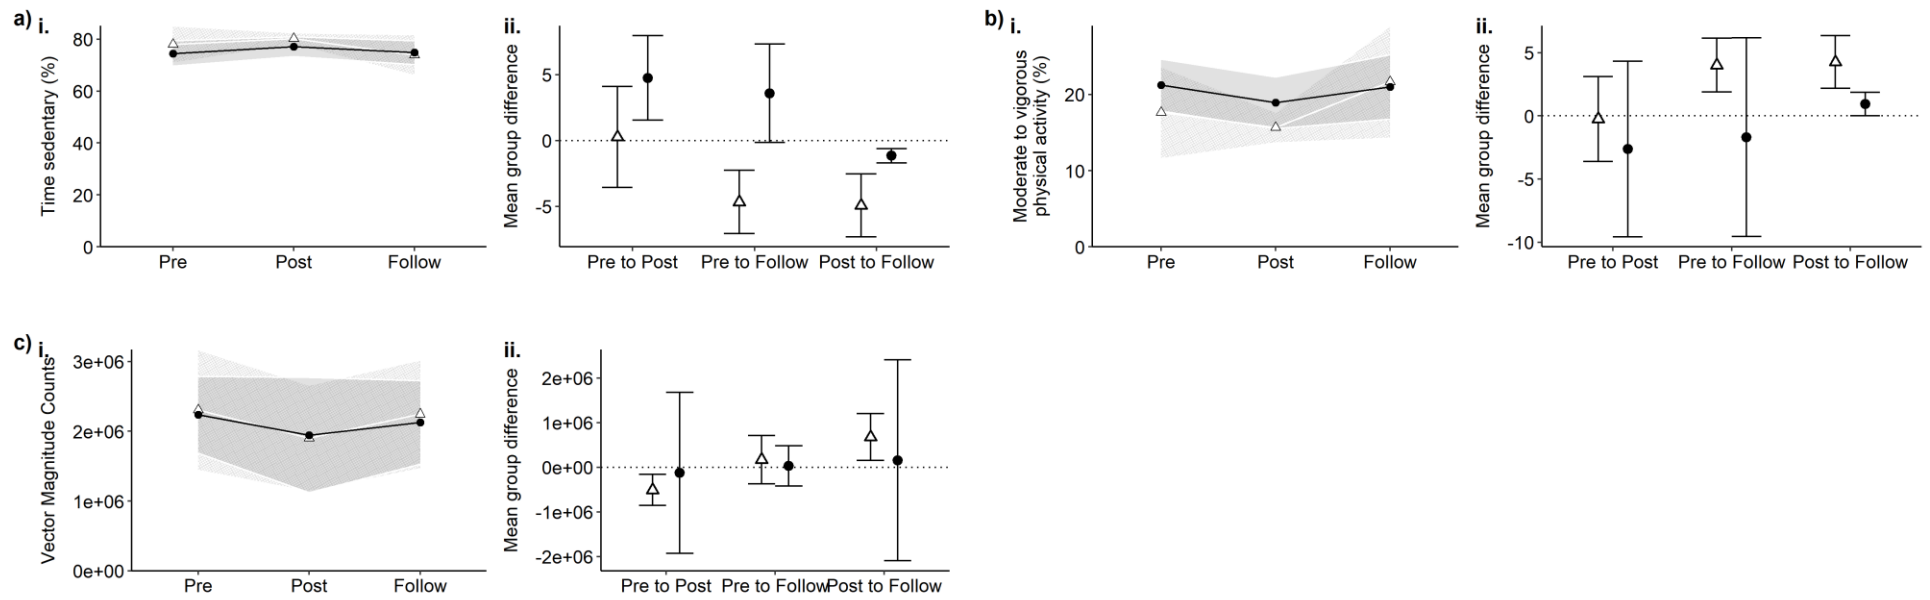 a) i.
Time sedentary (%)
80
60
40
20
0
Pre Post Follow
ii.
Mean group difference
5
0
-5
Pre to Post Pre to Follow Post to Follow
b) i.
Moderate to vigorous
physical activity (%)
20
10
0
Pre Post Follow
ii.
Mean group difference
5
0
-5
-10
Pre to Post Pre to Follow Post to Follow
c) i.
Vector Magnitude Counts
3e+06
2e+06
1e+06
0e+00
Pre Post Follow
ii.
Mean group difference
2e+06
1e+06
0e+00
-1e+06
-2e+06
Pre to Post Pre to Follow Post to Follow